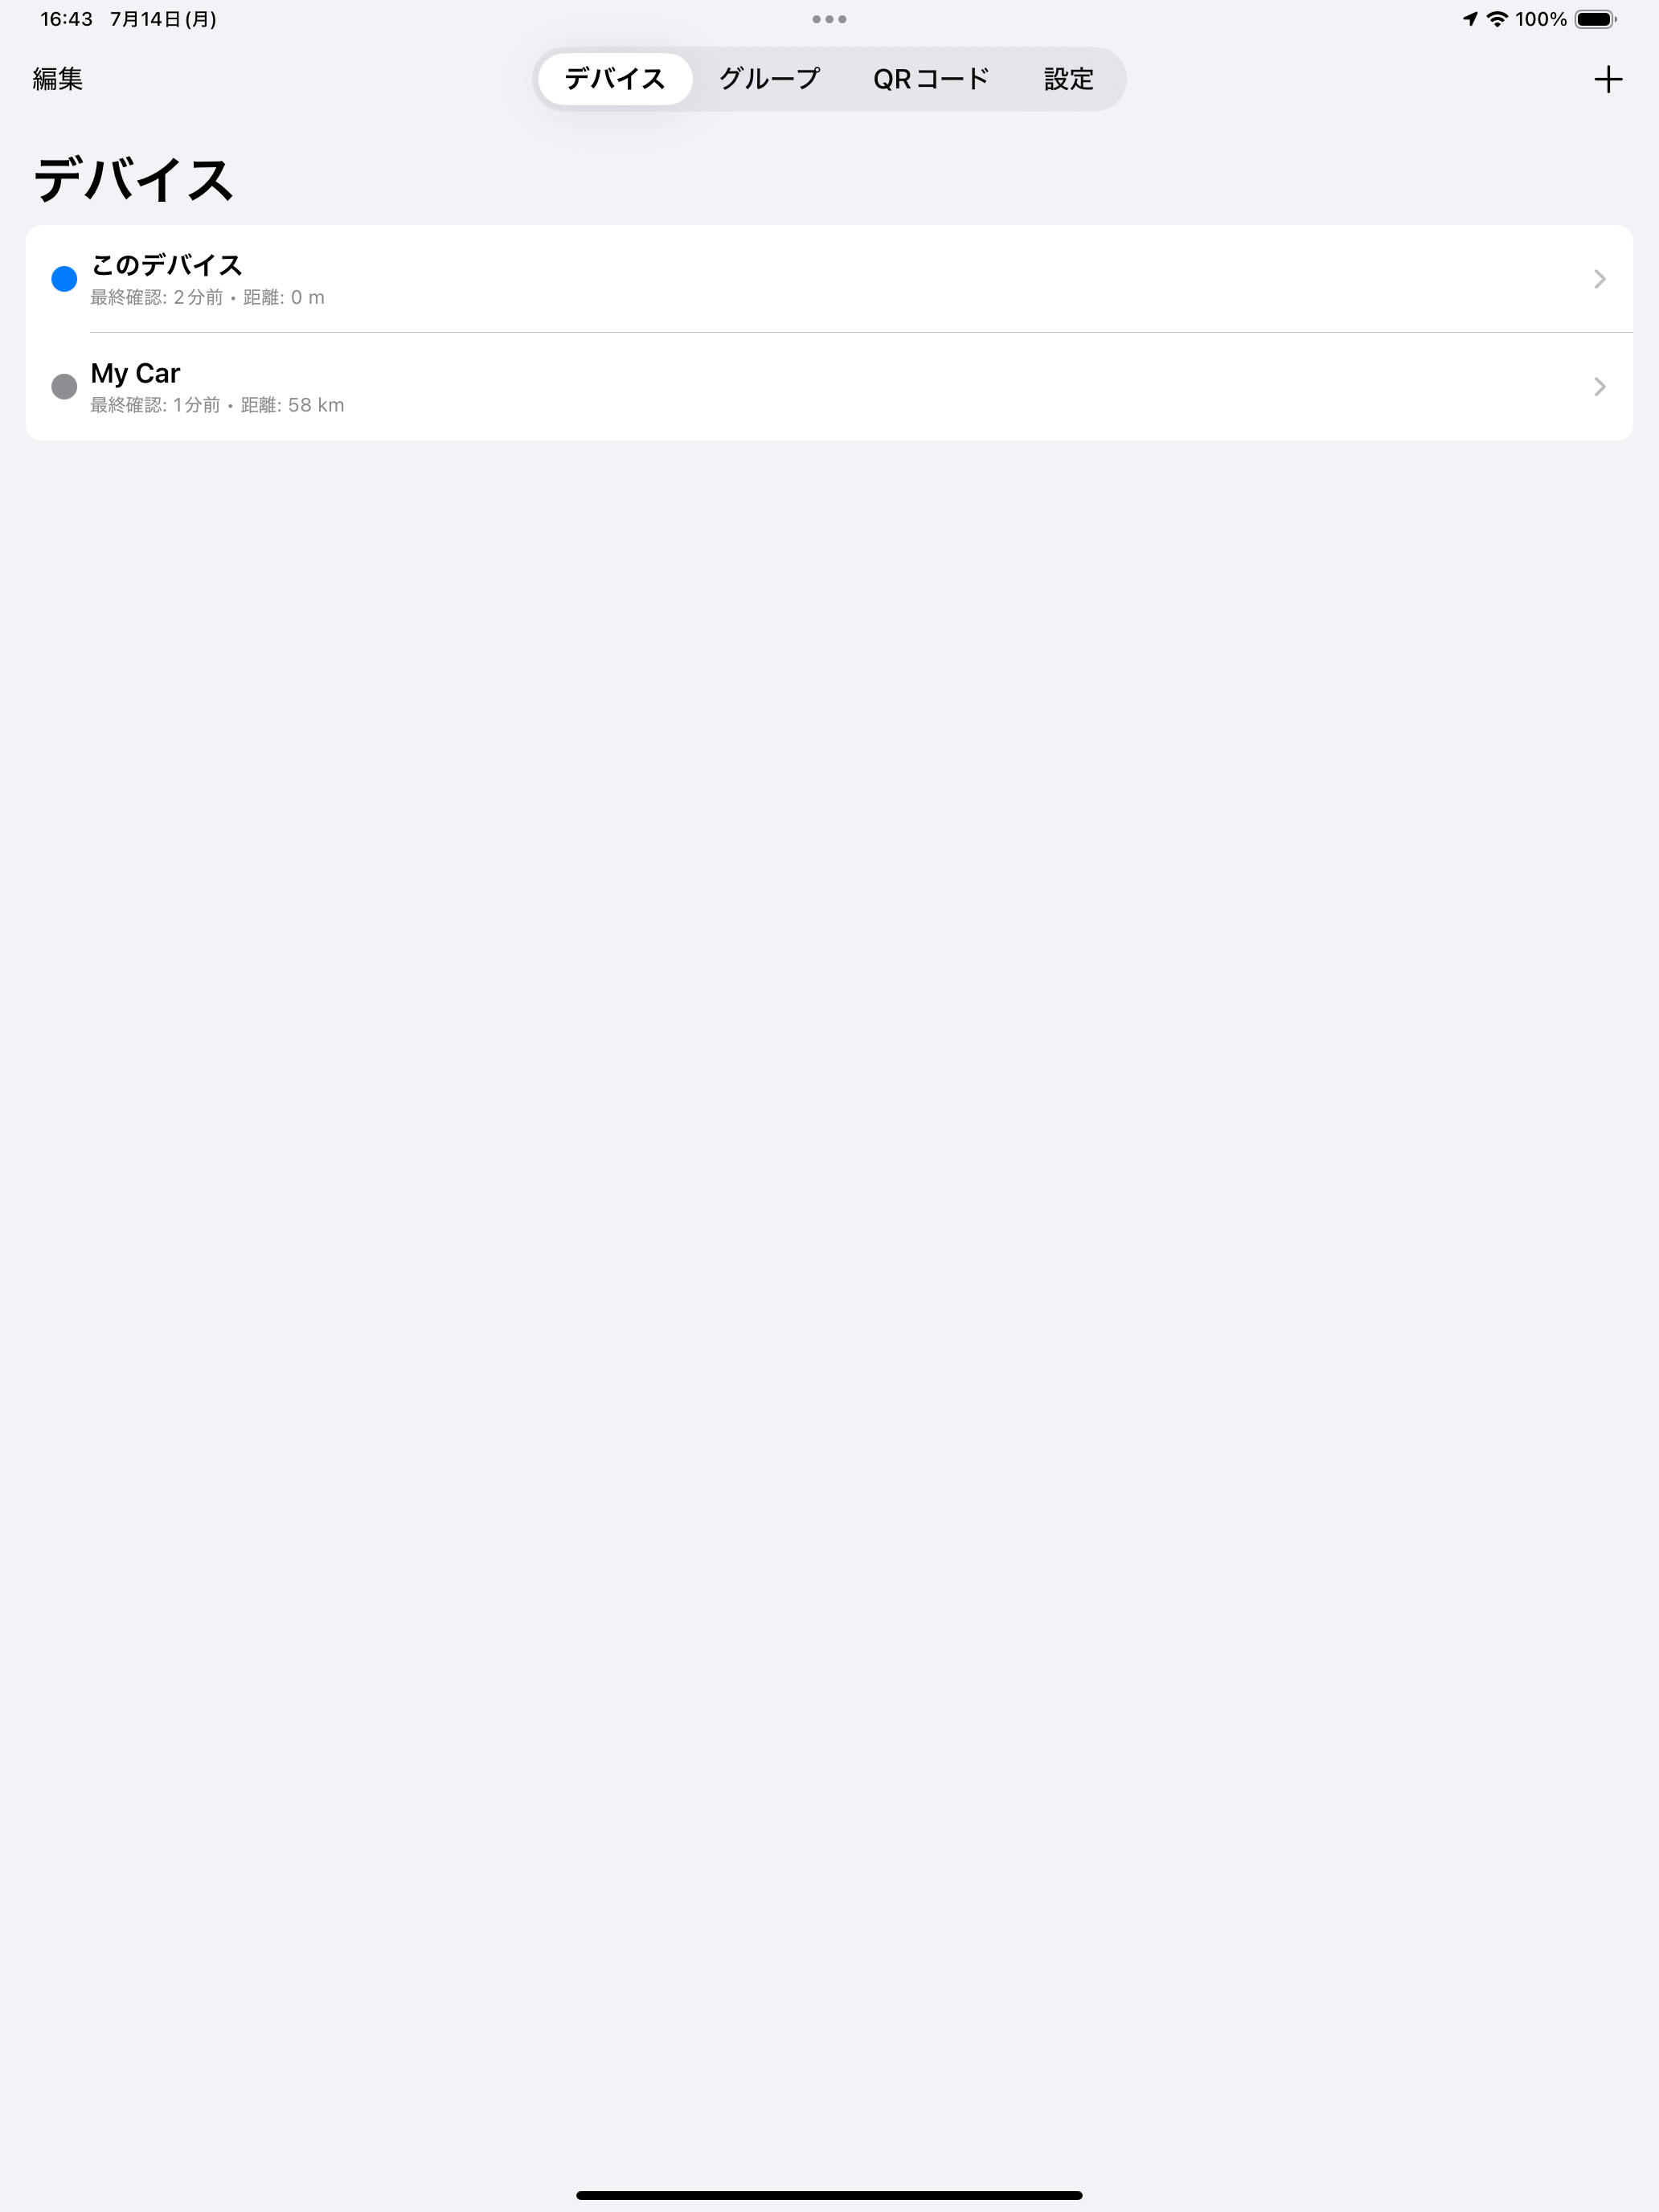 16:43 7月14日(月)
100%
編集
デバイス グループ QRコード 設定
デバイス
このデバイス
最終確認: 2分前 • 距離: 0 m
My Car
最終確認: 1分前 • 距離: 58 km